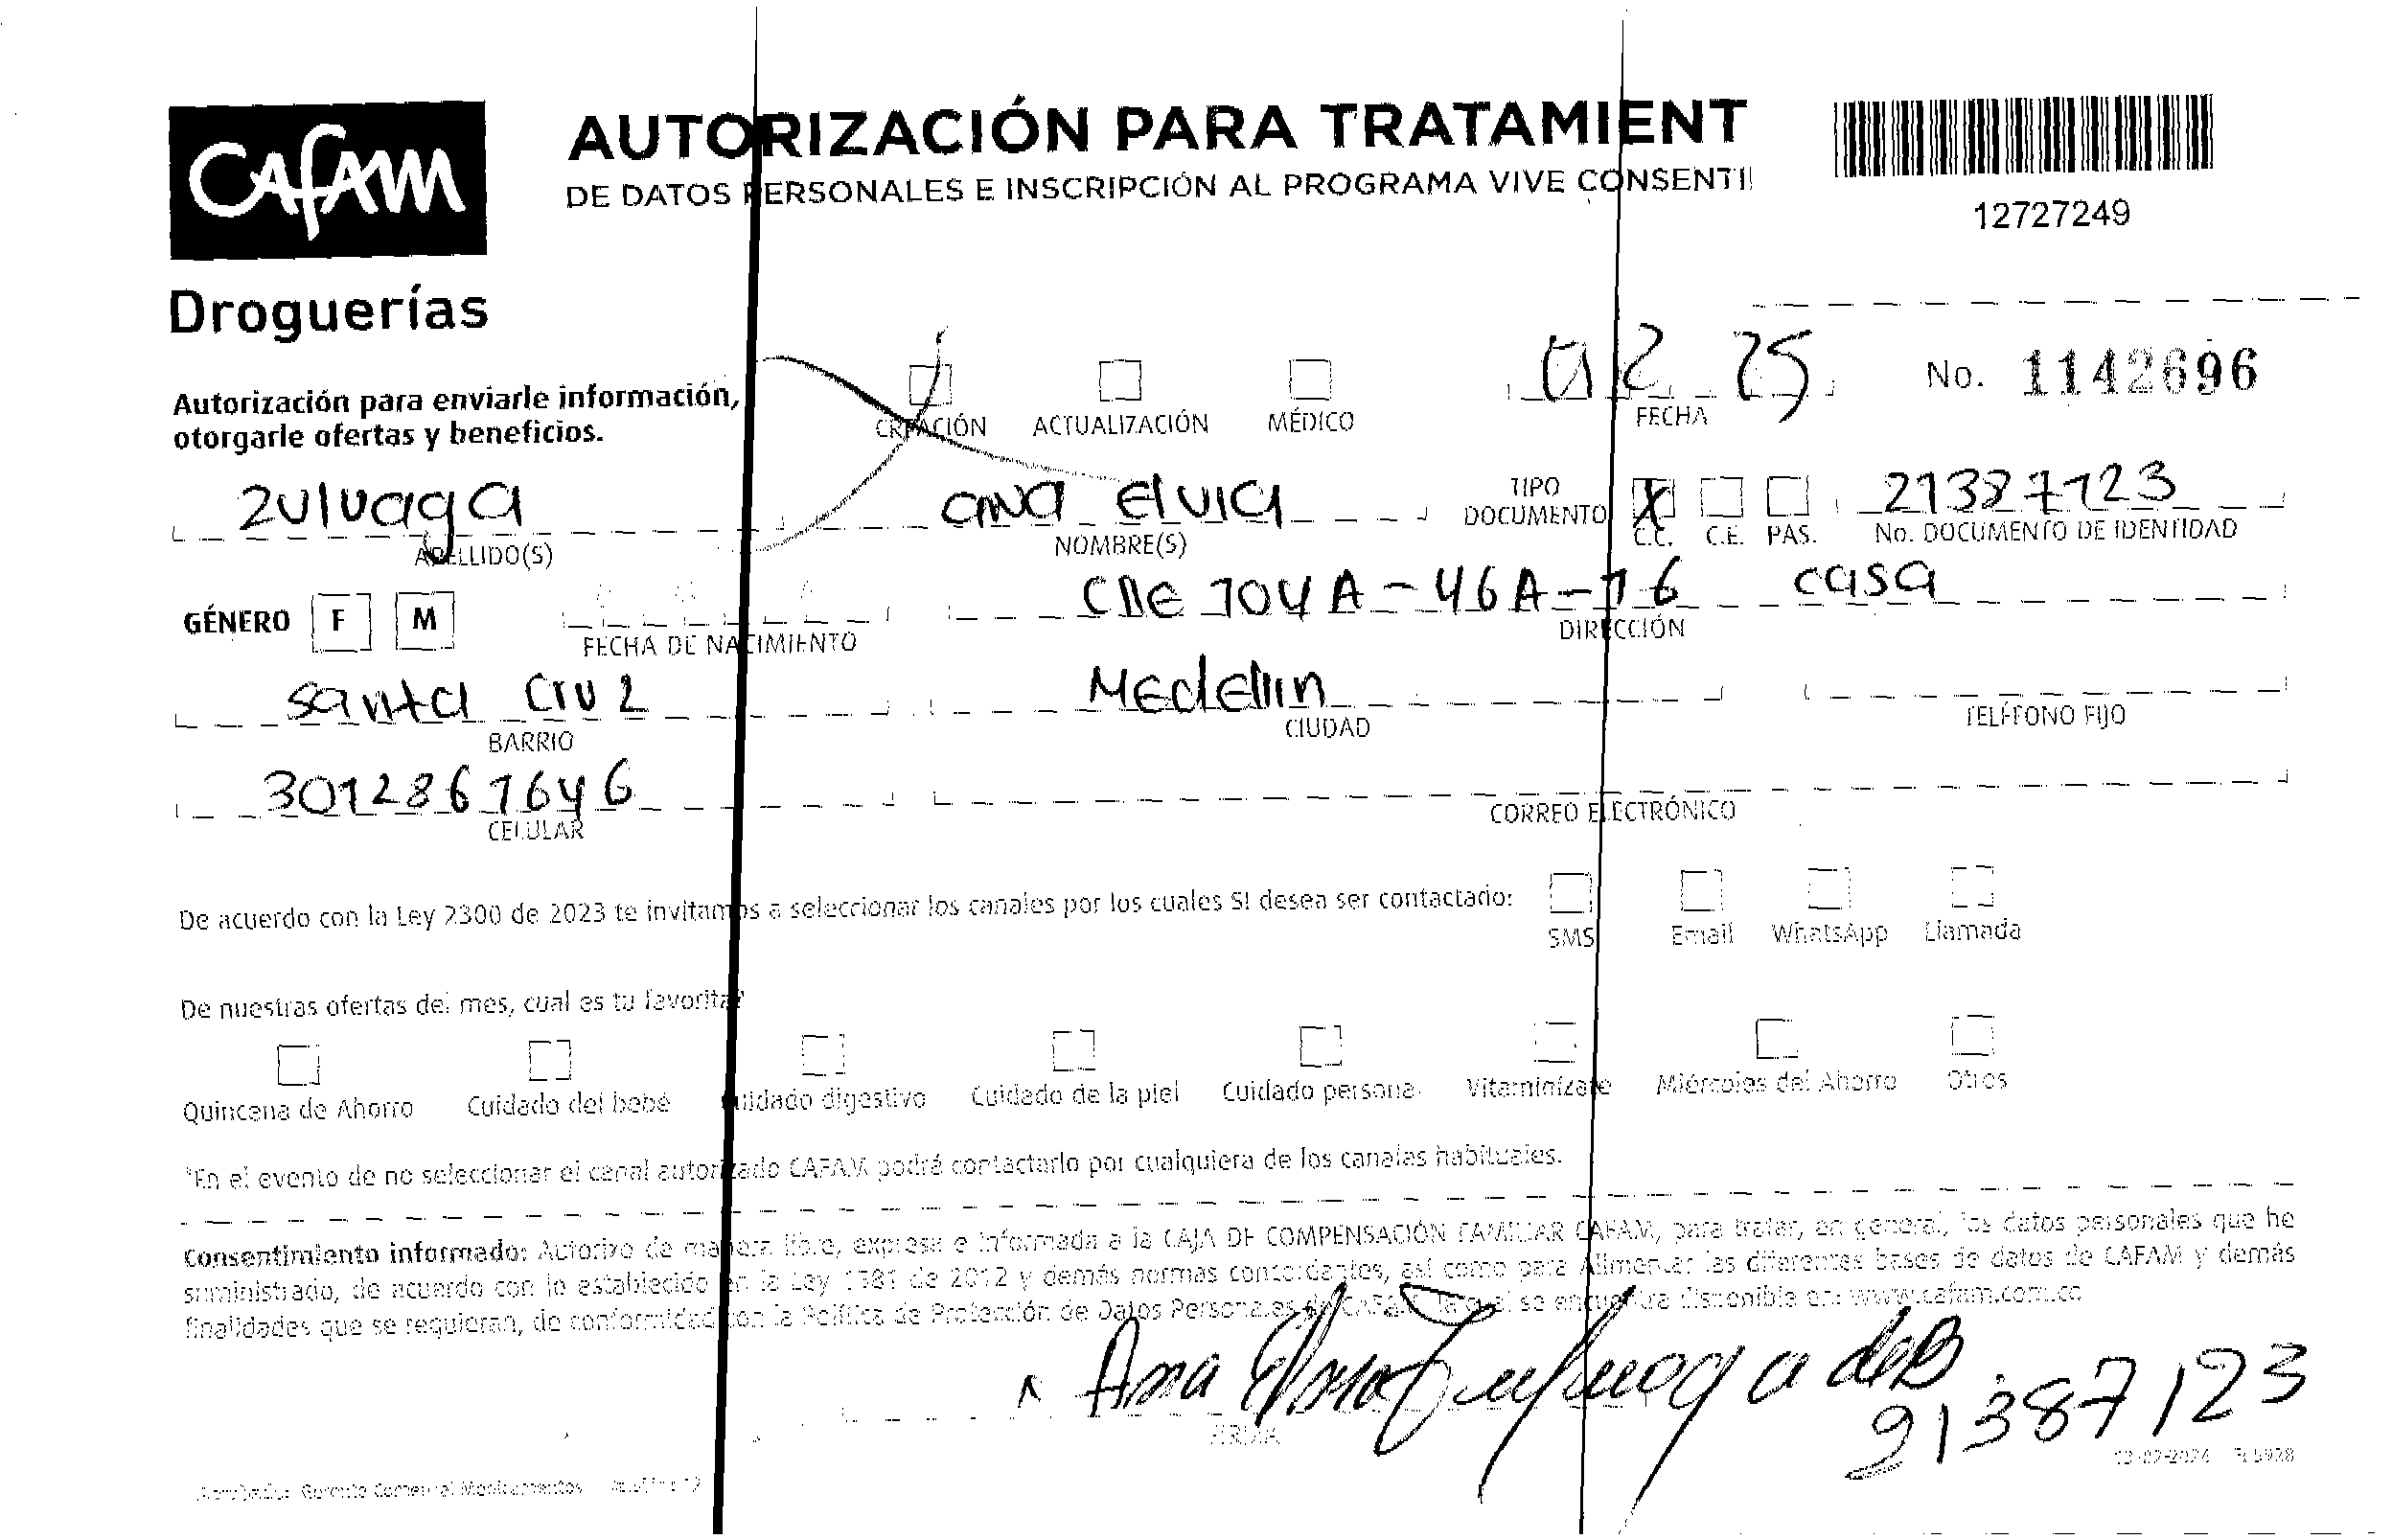 CAFAM
Droguerías
AUTORIZACIÓN PARA TRATAMIENT
DE DATOS PERSONALES E INSCRIPCIÓN AL PROGRAMA VIVE CONSENTI
12727249
Autorización para enviarle información,
otorgarle ofertas y beneficios.
CREACIÓN ACTUALIZACIÓN MÉDICO
25
FECHA
No. 1142696
Zuluaga ana Elvia
TIPO DOCUMENTO X 21387123
APELLIDO(S) NOMBRE(S) C.C. C.E. PAS. No. DOCUMENTO DE IDENTIDAD
GÉNERO F M Clle 104 A - 46 A - 16 casa
FECHA DE NACIMIENTO DIRECCIÓN
santa Cruz Medellin
BARRIO CIUDAD TELÉFONO FIJO
3012861646
CELULAR CORREO ELECTRÓNICO
De acuerdo con la Ley 2300 de 2023 te invitamos a seleccionar los canales por los cuales SI desea ser contactado:
SMS Email WhatsApp Llamada
De nuestras ofertas del mes, cual es tu favorita?
Quincena de Ahorro Cuidado del bebé Cuidado digestivo Cuidado de la piel Cuidado personal Vitaminízate Miércoles del Ahorro Otros
*En el evento de no seleccionar el canal autorizado CAFAM podrá contactarlo por cualquiera de los canales habituales.
Consentimiento informado: Autorizo de manera libre, expresa e informada a la CAJA DE COMPENSACIÓN FAMILIAR CAFAM, para tratar, en general, los datos personales que he
suministrado, de acuerdo con lo establecido en la Ley 1581 de 2012 y demás normas concordantes, así como para Alimentar las diferentes bases de datos de CAFAM y demás
finalidades que se requieran, de conformidad con la Política de Protección de Datos Personales de CAFAM, la cual se encuentra disponible en: www.cafam.com.co
Ana Zuluaga de B
21387123
FIRMA
13-02-2024